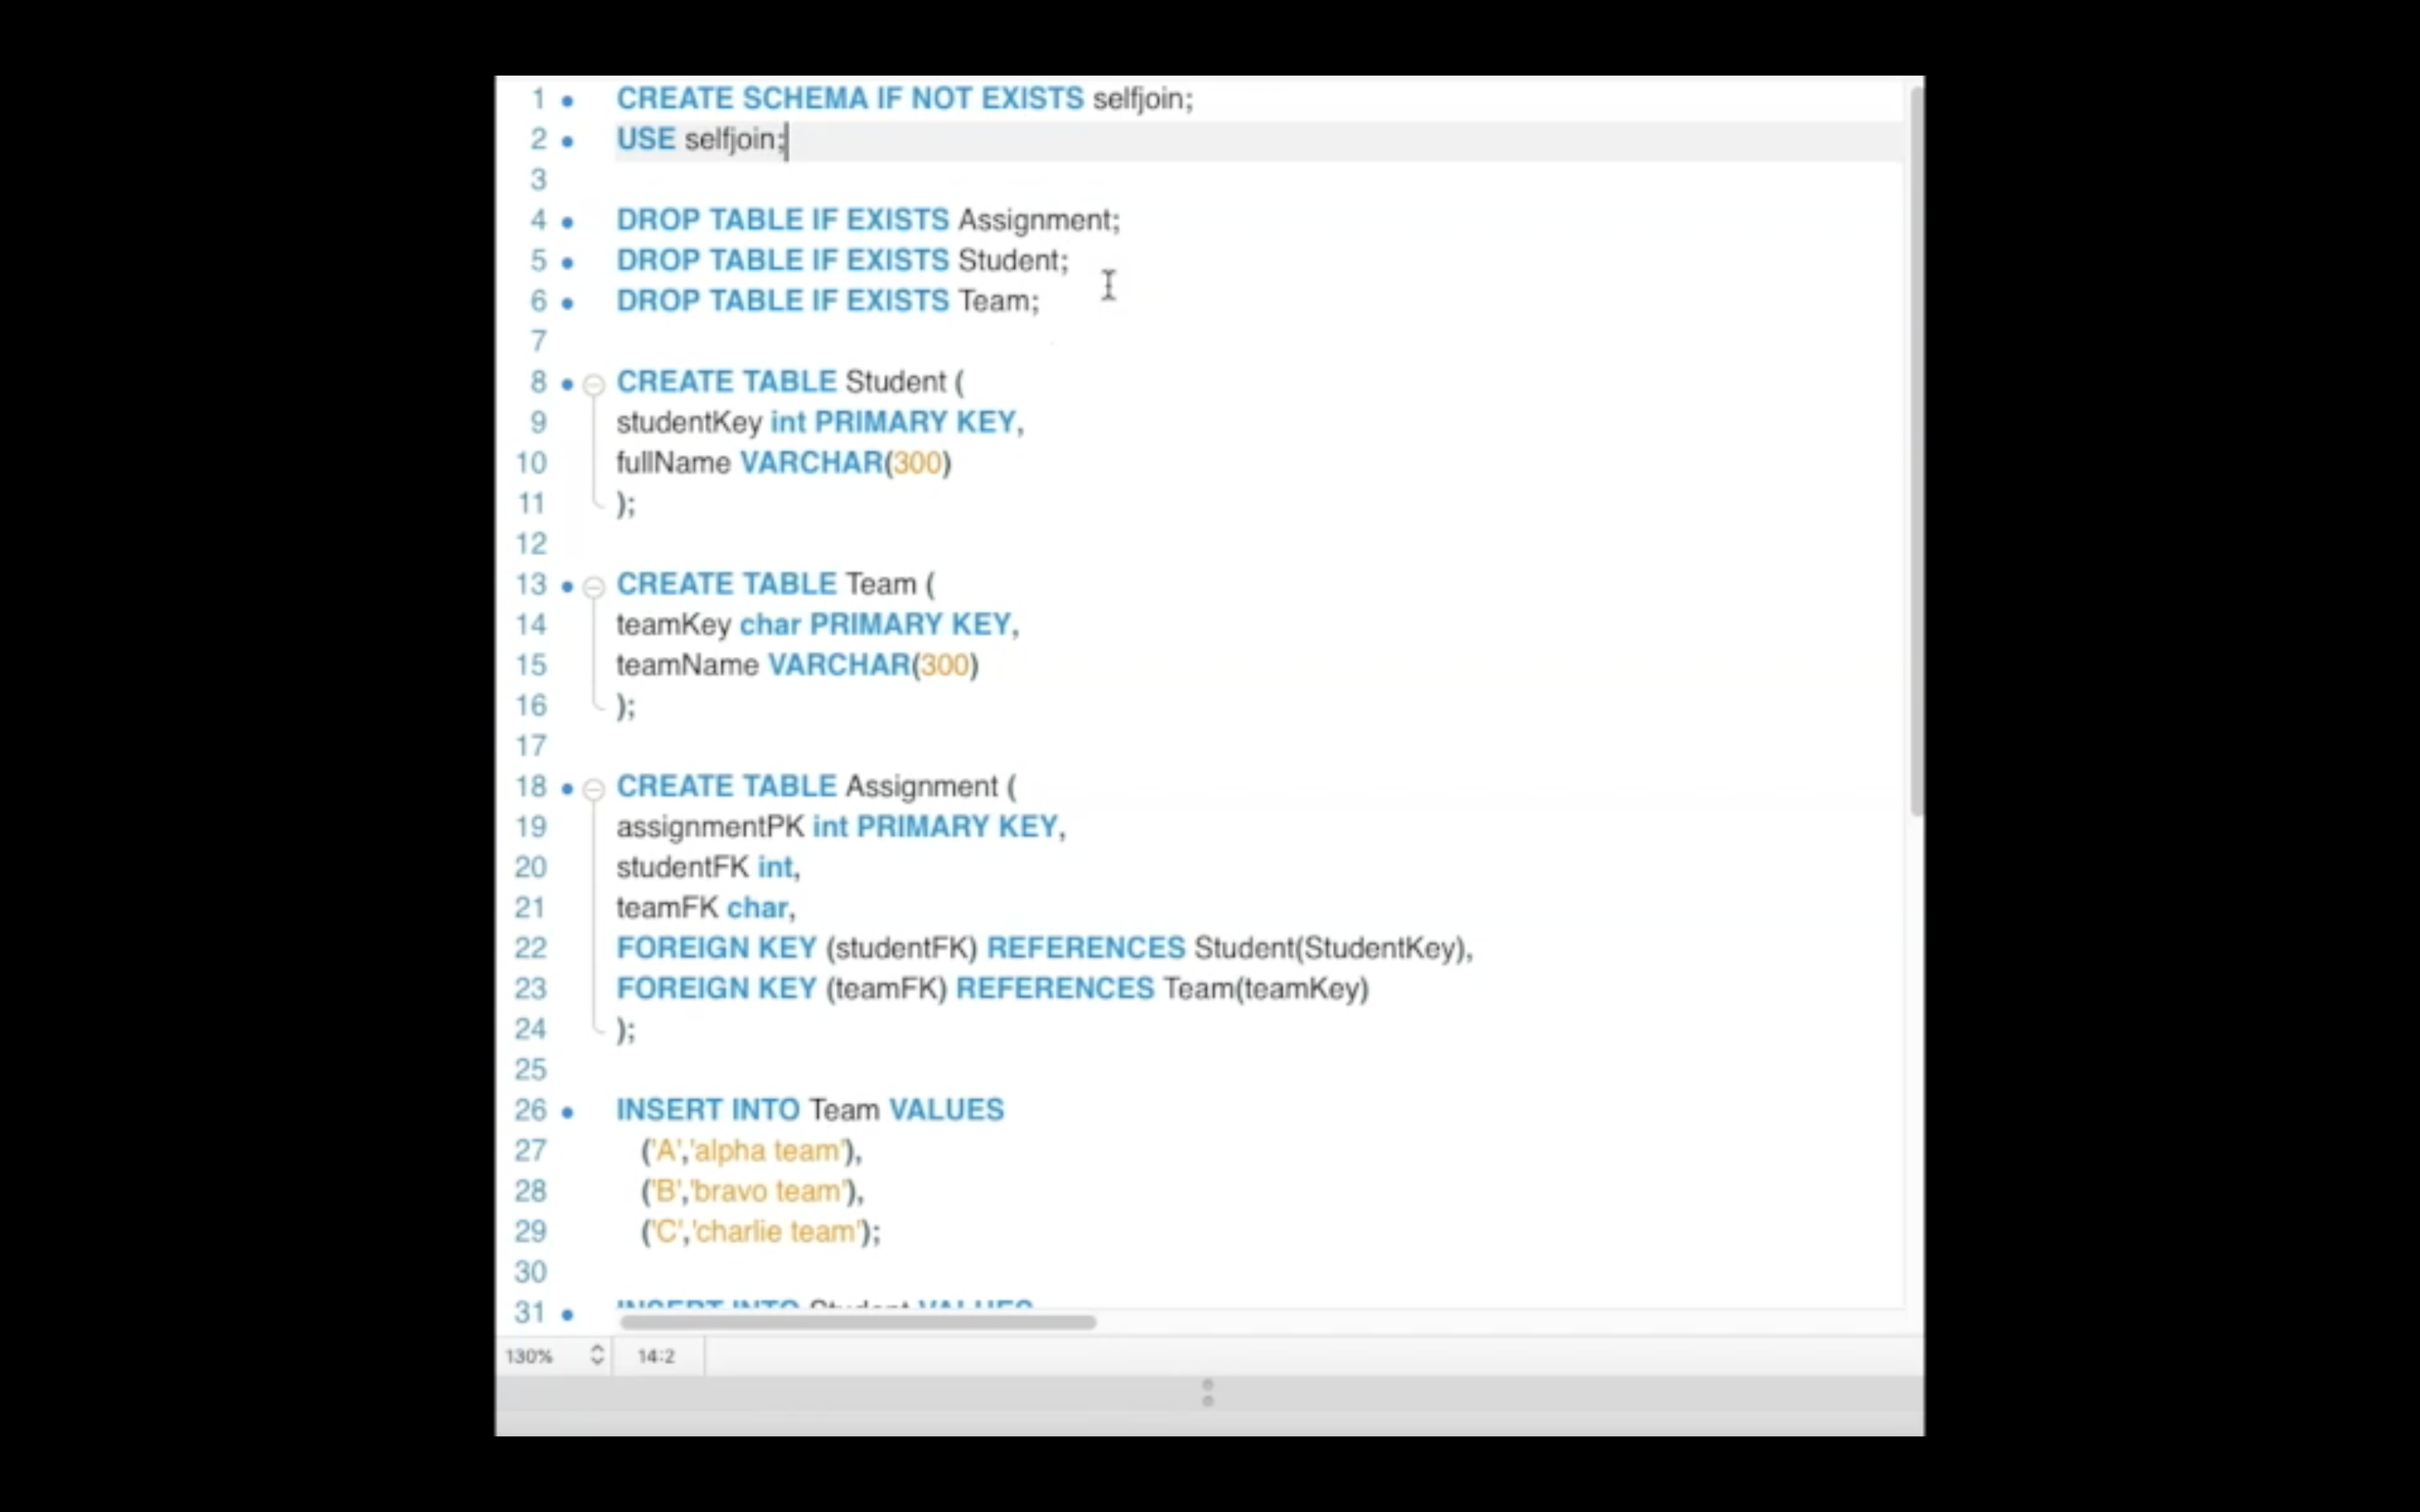 1 CREATE SCHEMA IF NOT EXISTS selfjoin;
2 USE selfjoin;
3
4 DROP TABLE IF EXISTS Assignment;
5 DROP TABLE IF EXISTS Student;
6 DROP TABLE IF EXISTS Team;
7
8 CREATE TABLE Student (
9 studentKey int PRIMARY KEY,
10 fullName VARCHAR(300)
11 );
12
13 CREATE TABLE Team (
14 teamKey char PRIMARY KEY,
15 teamName VARCHAR(300)
16 );
17
18 CREATE TABLE Assignment (
19 assignmentPK int PRIMARY KEY,
20 studentFK int,
21 teamFK char,
22 FOREIGN KEY (studentFK) REFERENCES Student(StudentKey),
23 FOREIGN KEY (teamFK) REFERENCES Team(teamKey)
24 );
25
26 INSERT INTO Team VALUES
27 ('A','alpha team'),
28 ('B','bravo team'),
29 ('C','charlie team');
30
31 INSERT INTO Student VALUES
130% 14:2